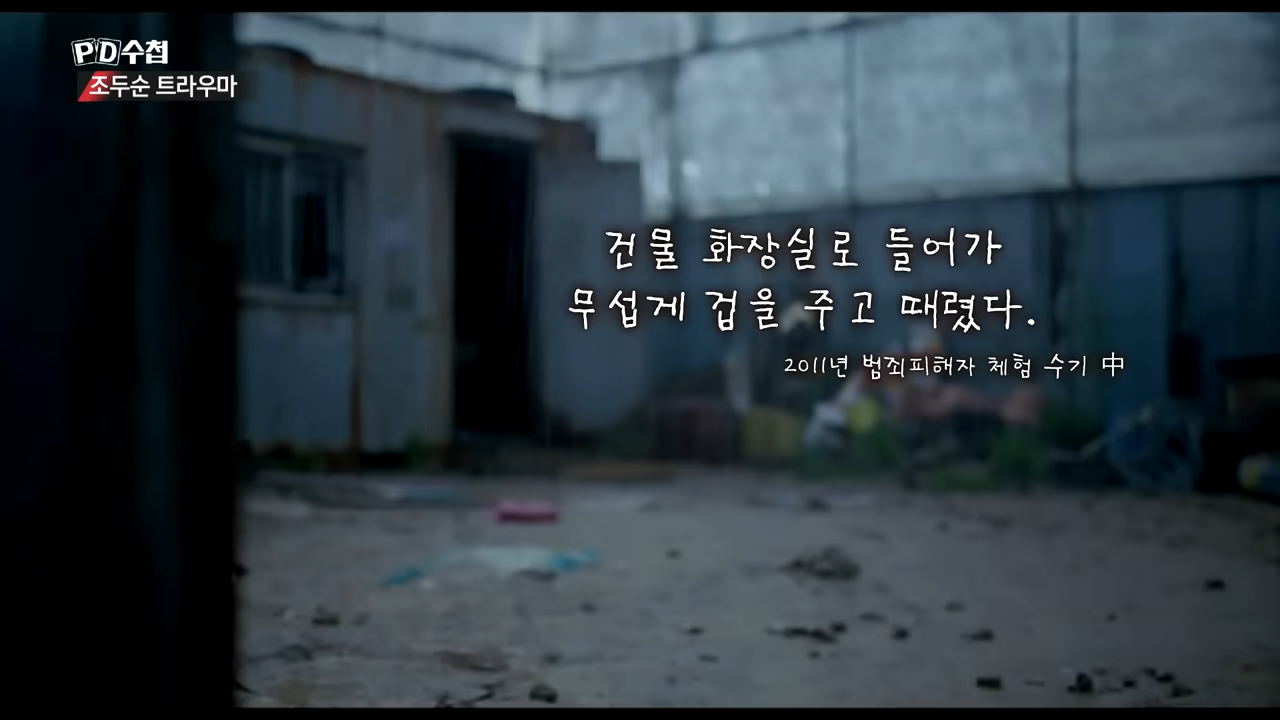 PD수첩
조두순 트라우마
건물 화장실로 들어가
무섭게 겁을 주고 때렸다.
2011년 범죄피해자 체험 수기 中